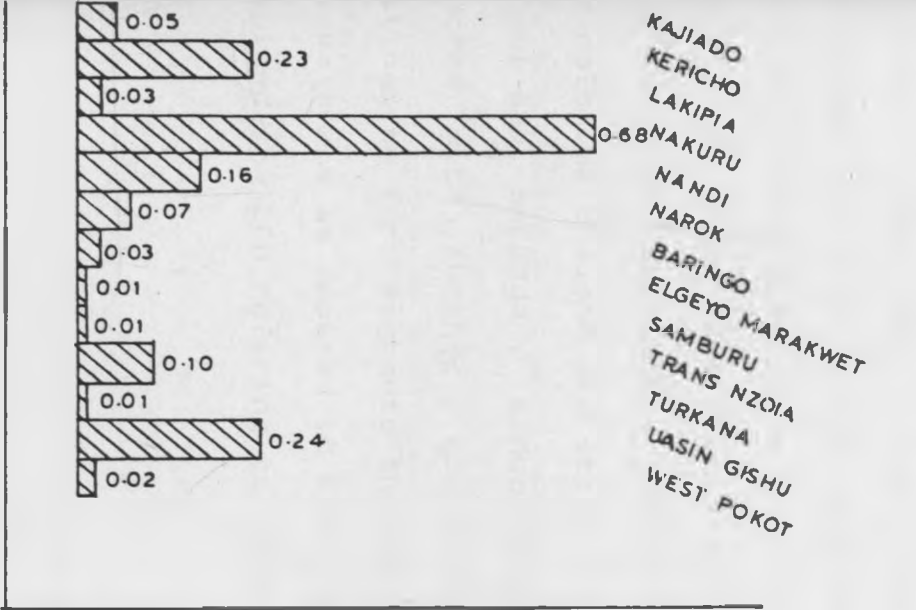 0.05 KAJIADO
0.23 KERICHO
0.03 LAKIPIA
0.68 NAKURU
0.16 NANDI
0.07 NAROK
0.03 BARINGO
0.01 ELGEYO MARAKWET
0.01 SAMBURU
0.10 TRANS NZOIA
0.01 TURKANA
0.24 UASIN GISHU
0.02 WEST POKOT